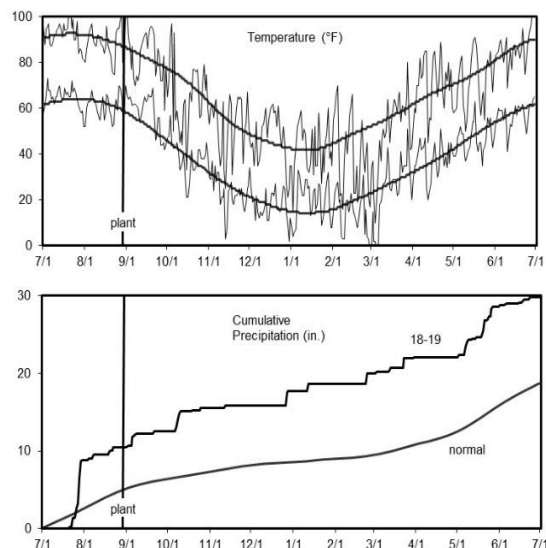 100
Temperature (°F)
80
60
40
20
plant
0
7/1 8/1 9/1 10/1 11/1 12/1 1/1 2/1 3/1 4/1 5/1 6/1 7/1
30
Cumulative
Precipitation (in.)
18-19
20
10
normal
plant
0
7/1 8/1 9/1 10/1 11/1 12/1 1/1 2/1 3/1 4/1 5/1 6/1 7/1